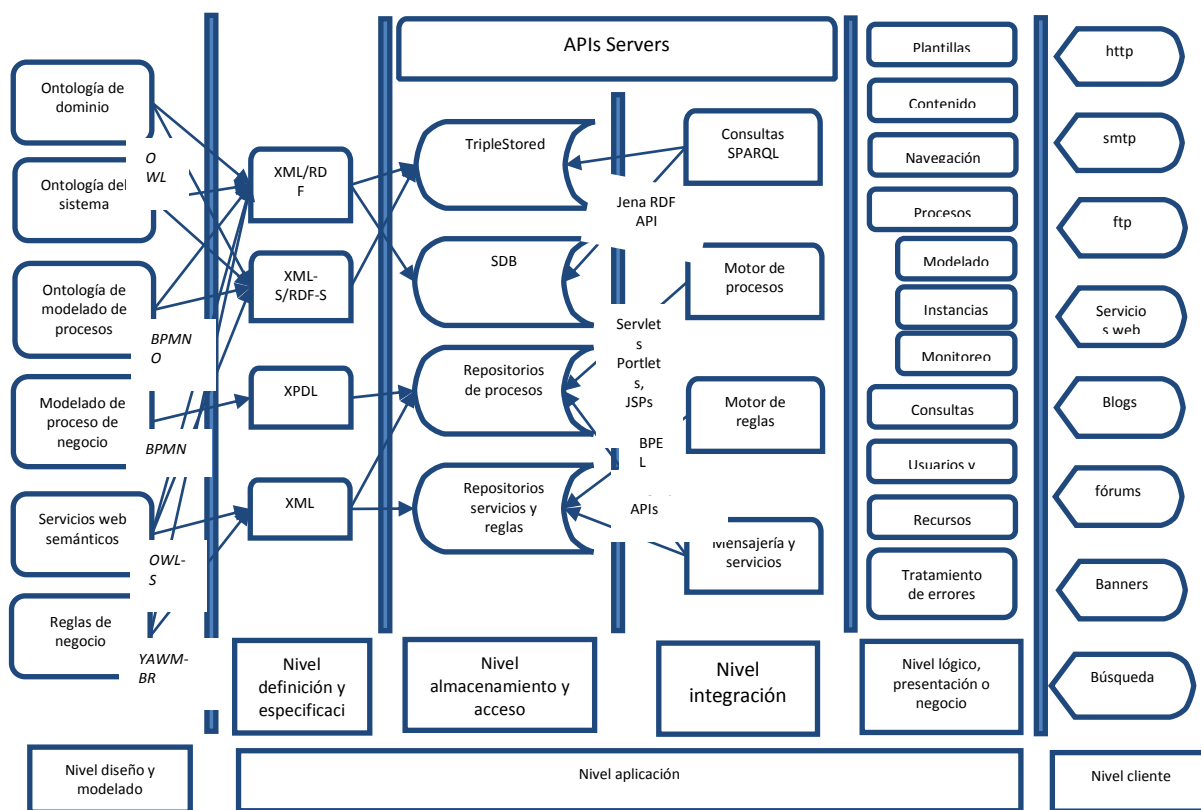 APIs Servers
Ontología de
dominio
O
OWL
Ontología del
sistema
Ontología de
modelado de
procesos
BPMN
O
Modelado de
proceso de
negocio
BPMN
Servicios web
semánticos
OWL-
S
Reglas de
negocio
YAWM-
BR
XML/RD
F
XML-
S/RDF-S
XPDL
XML
TripleStored
SDB
Repositorios
de procesos
Repositorios
servicios y
reglas
Consultas
SPARQL
Jena RDF
API
Motor de
procesos
Servlet
s
Portlet
s,
JSPs
Motor de
reglas
BPE
L
APIs
Mensajería y
servicios
Plantillas
Contenido
Navegación
Procesos
Modelado
Instancias
Monitoreo
Consultas
Usuarios y
Recursos
Tratamiento
de errores
http
smtp
ftp
Servicio
s web
Blogs
fórums
Banners
Búsqueda
Nivel
definición y
especificaci
Nivel
almacenamiento y
acceso
Nivel
integración
Nivel lógico,
presentación o
negocio
Nivel diseño y
modelado
Nivel aplicación
Nivel cliente